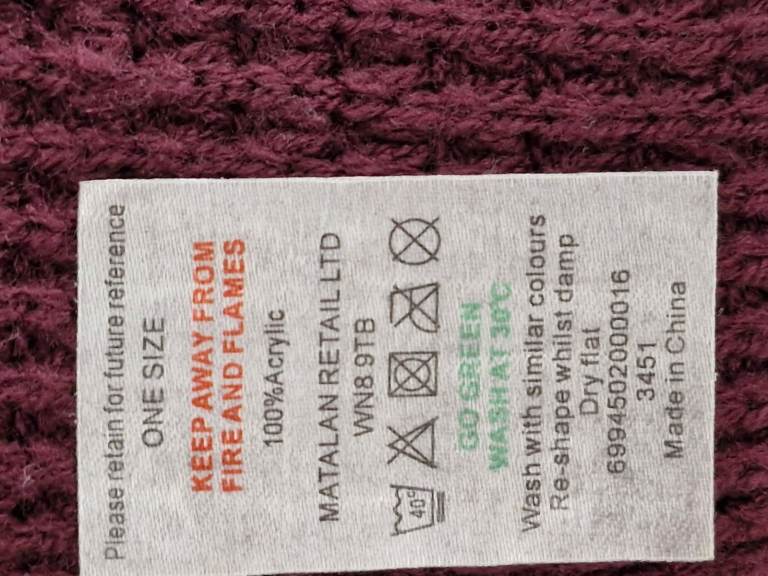 Please retain for future reference
ONE SIZE
KEEP AWAY FROM
FIRE AND FLAMES
100%Acrylic
MATALAN RETAIL LTD
WN8 9TB
40°
GO GREEN
WASH AT 30°C
Wash with similar colours
Re-shape whilst damp
Dry flat
6994502000016
3451
Made in China